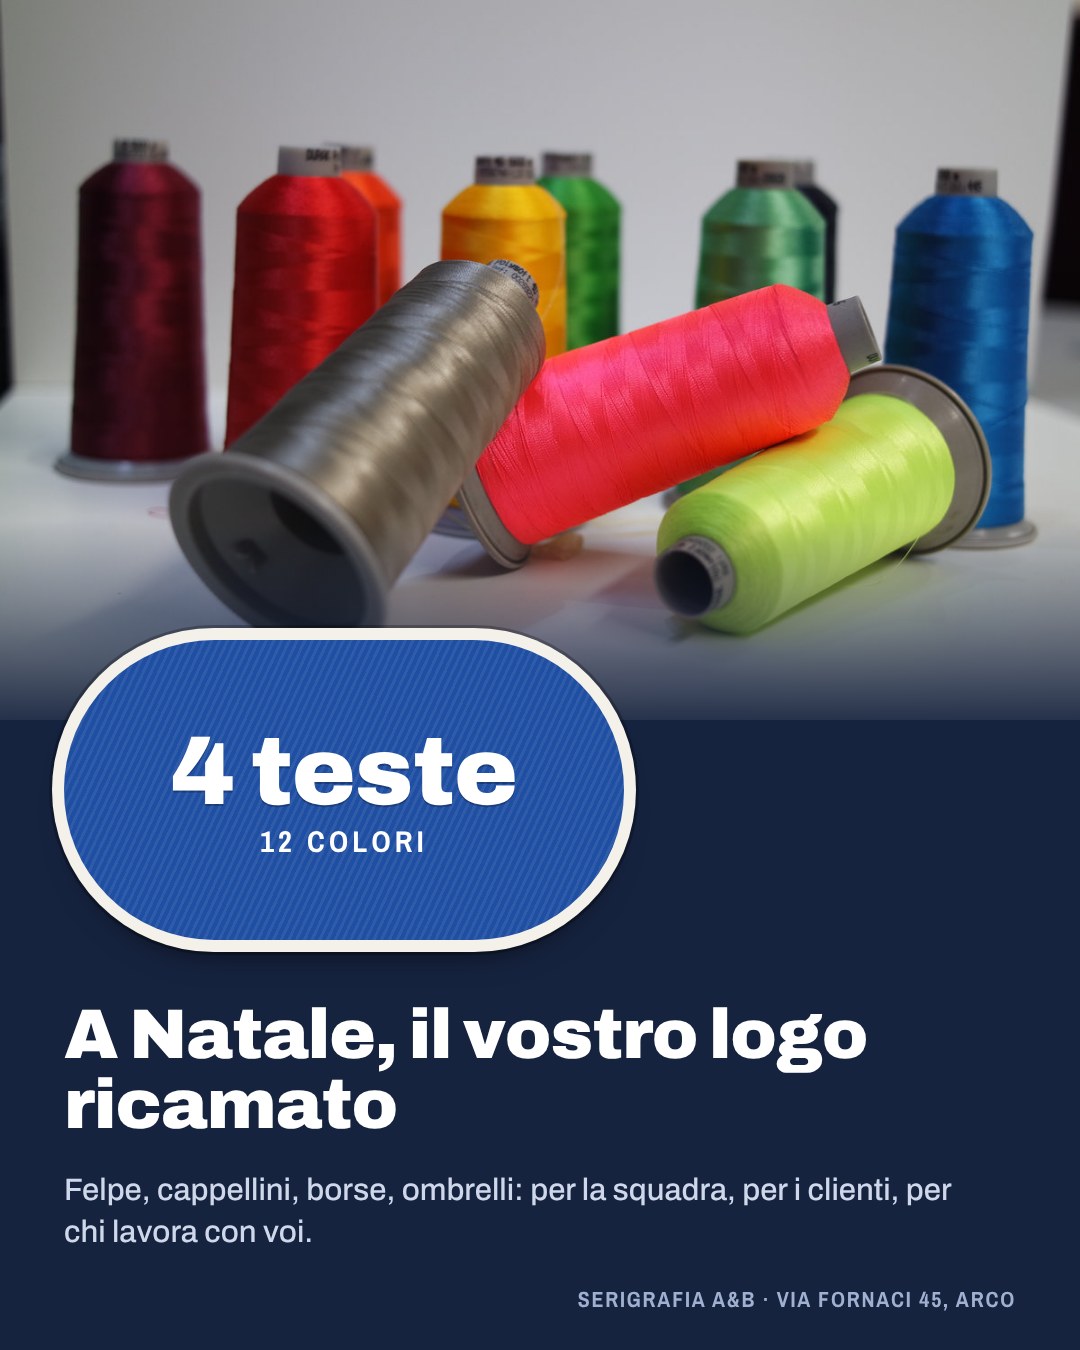 4 teste
12 COLORI
A Natale, il vostro logo
ricamato
Felpe, cappellini, borse, ombrelli: per la squadra, per i clienti, per
chi lavora con voi.
SERIGRAFIA A&B · VIA FORNACI 45, ARCO